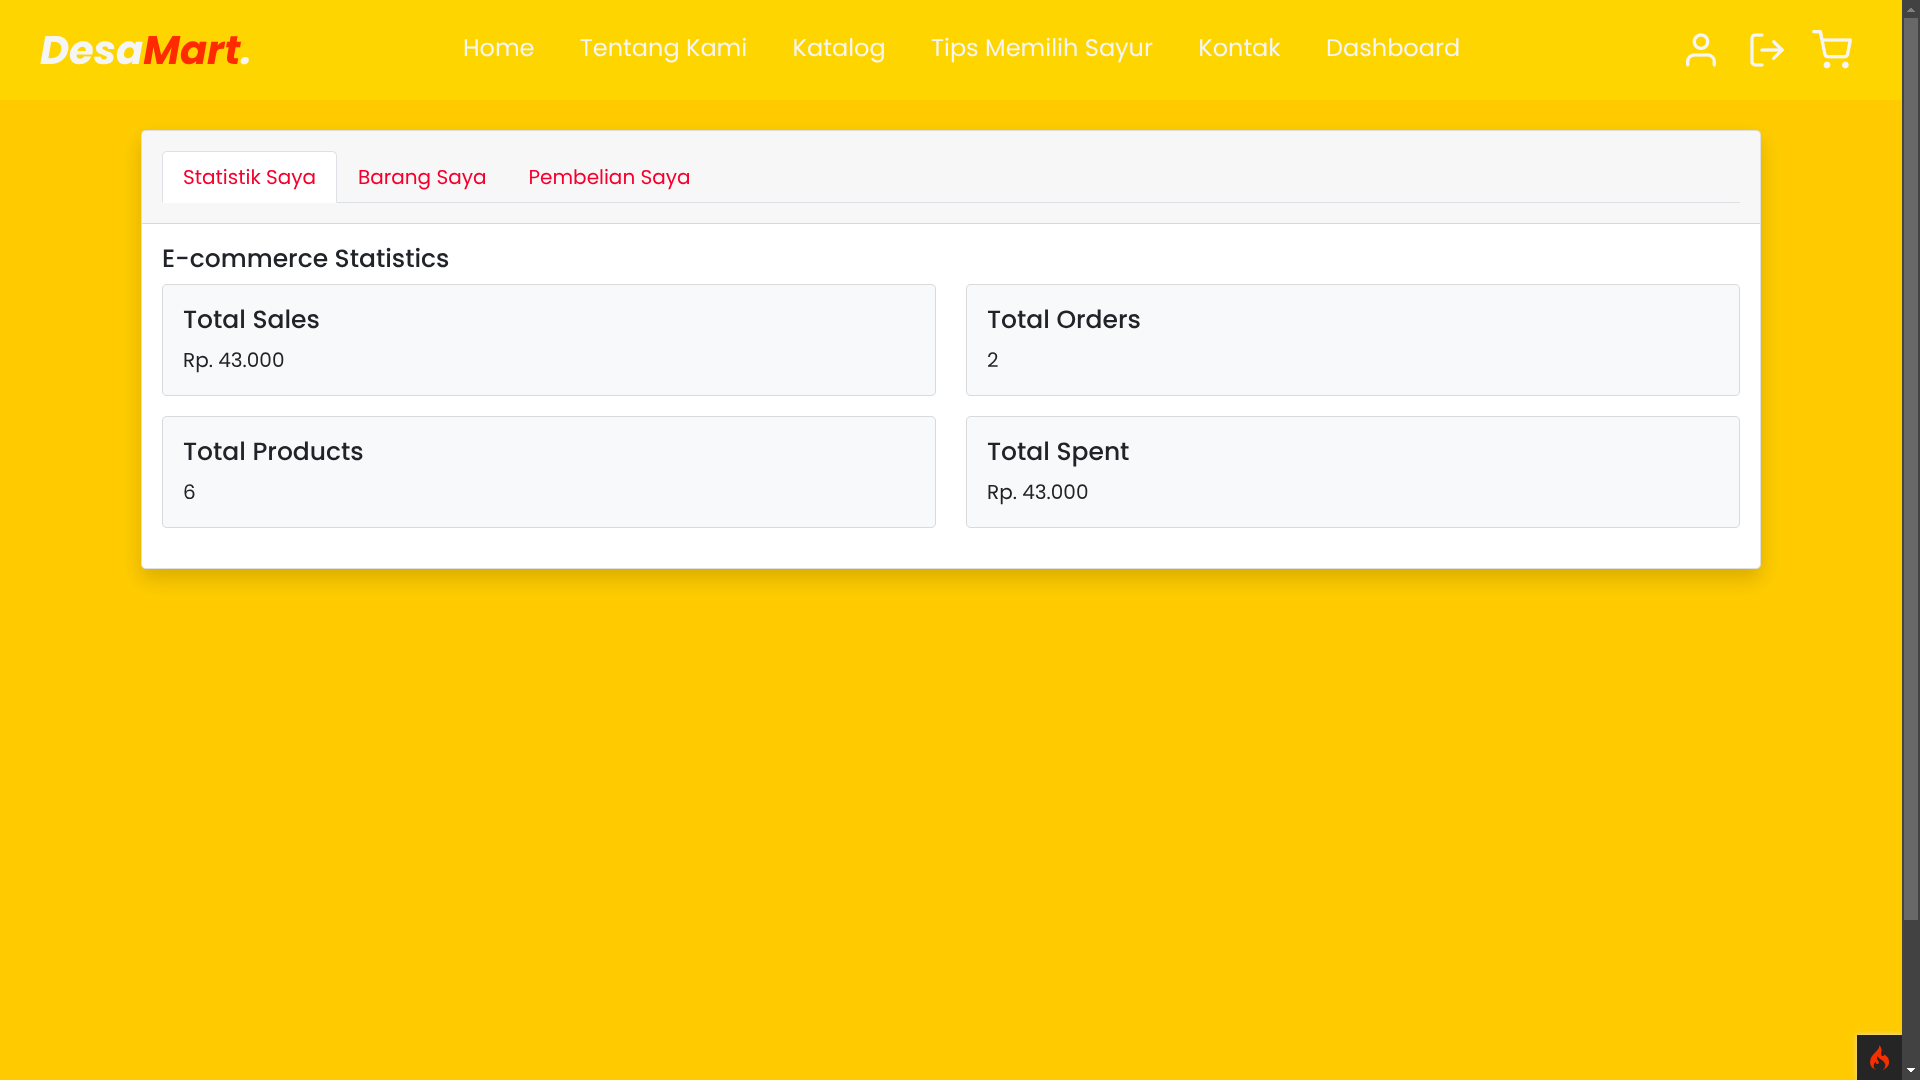 DesaMart.
Home Tentang Kami Katalog Tips Memilih Sayur Kontak Dashboard
Statistik Saya Barang Saya Pembelian Saya
E-commerce Statistics
Total Sales
Rp. 43.000
Total Orders
2
Total Products
6
Total Spent
Rp. 43.000